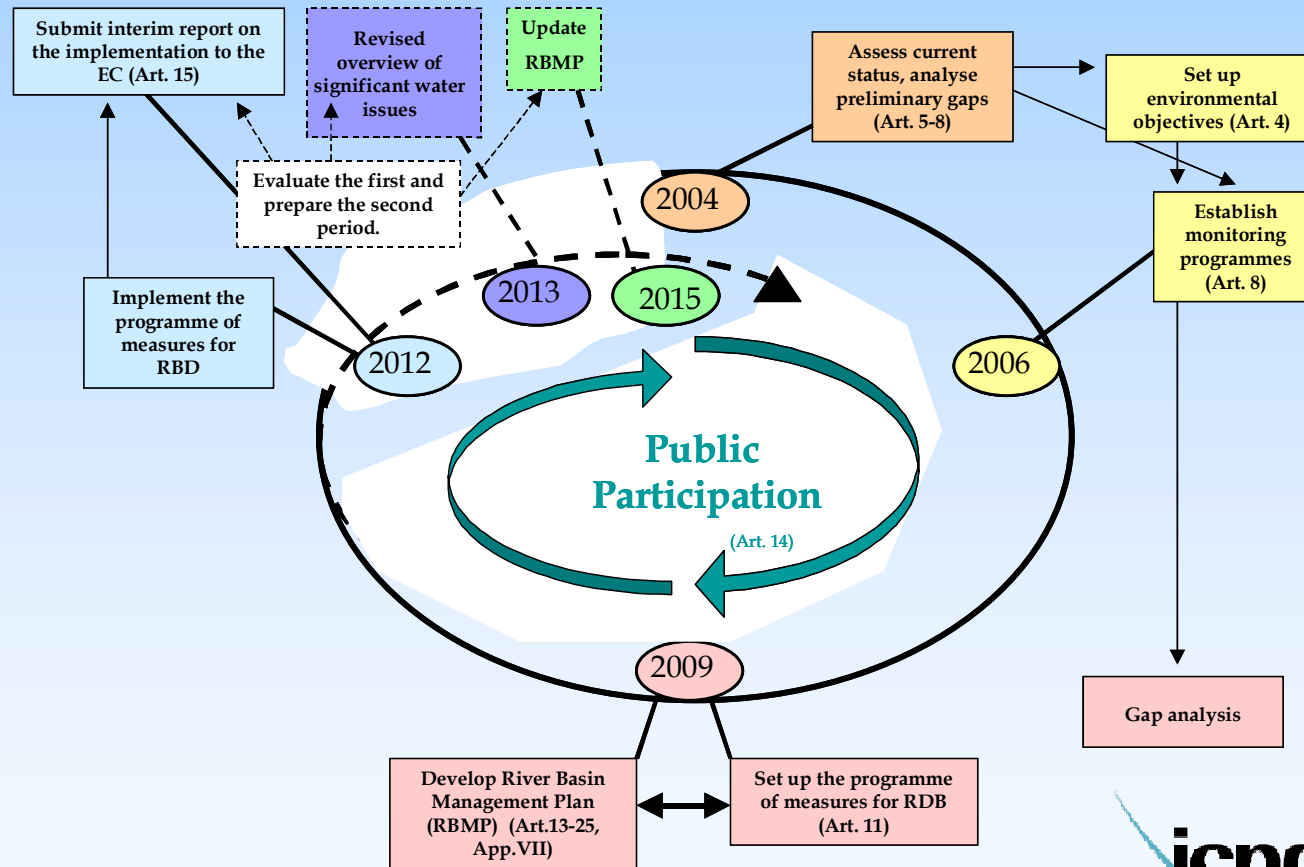 Submit interim report on
the implementation to the
EC (Art. 15)
Revised
overview of
significant water
issues
Update
RBMP
Assess current
status, analyse
preliminary gaps
(Art. 5-8)
Set up
environmental
objectives (Art. 4)
Evaluate the first and
prepare the second
period.
2004
Establish
monitoring
programmes
(Art. 8)
Implement the
programme of
measures for
RBD
2013
2015
2012
2006
Public
Participation
(Art. 14)
2009
Gap analysis
Develop River Basin
Management Plan
(RBMP) (Art.13-25,
App.VII)
Set up the programme
of measures for RDB
(Art. 11)